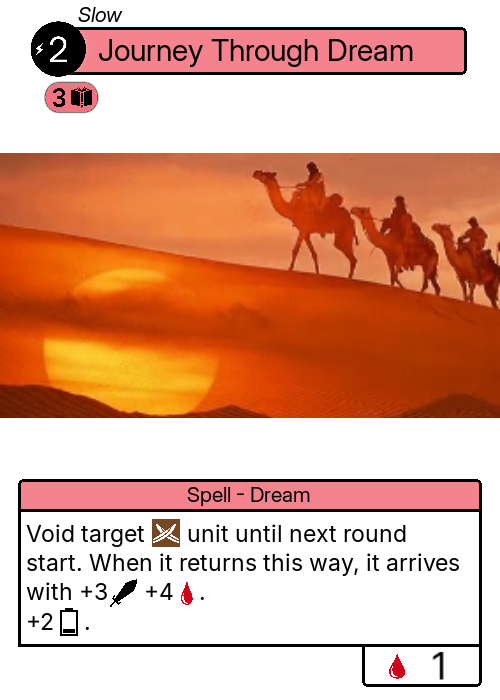 Slow
2
Journey Through Dream
3
Spell - Dream
Void target unit until next round
start. When it returns this way, it arrives
with +3 +4 .
+2 .
1